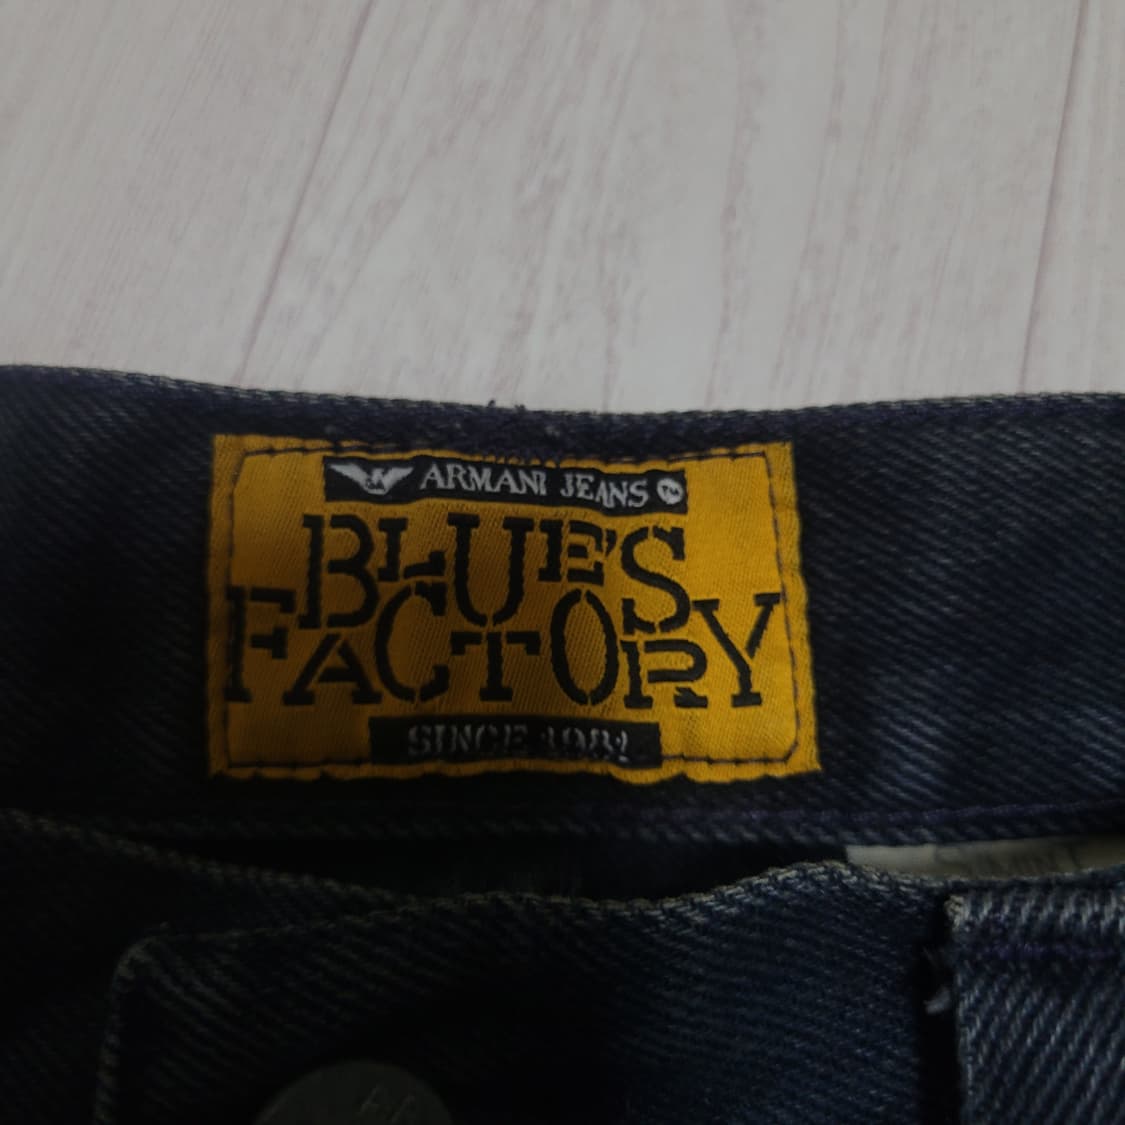 ARMANI JEANS
BLUE'S
FACTORY
SINCE 1981